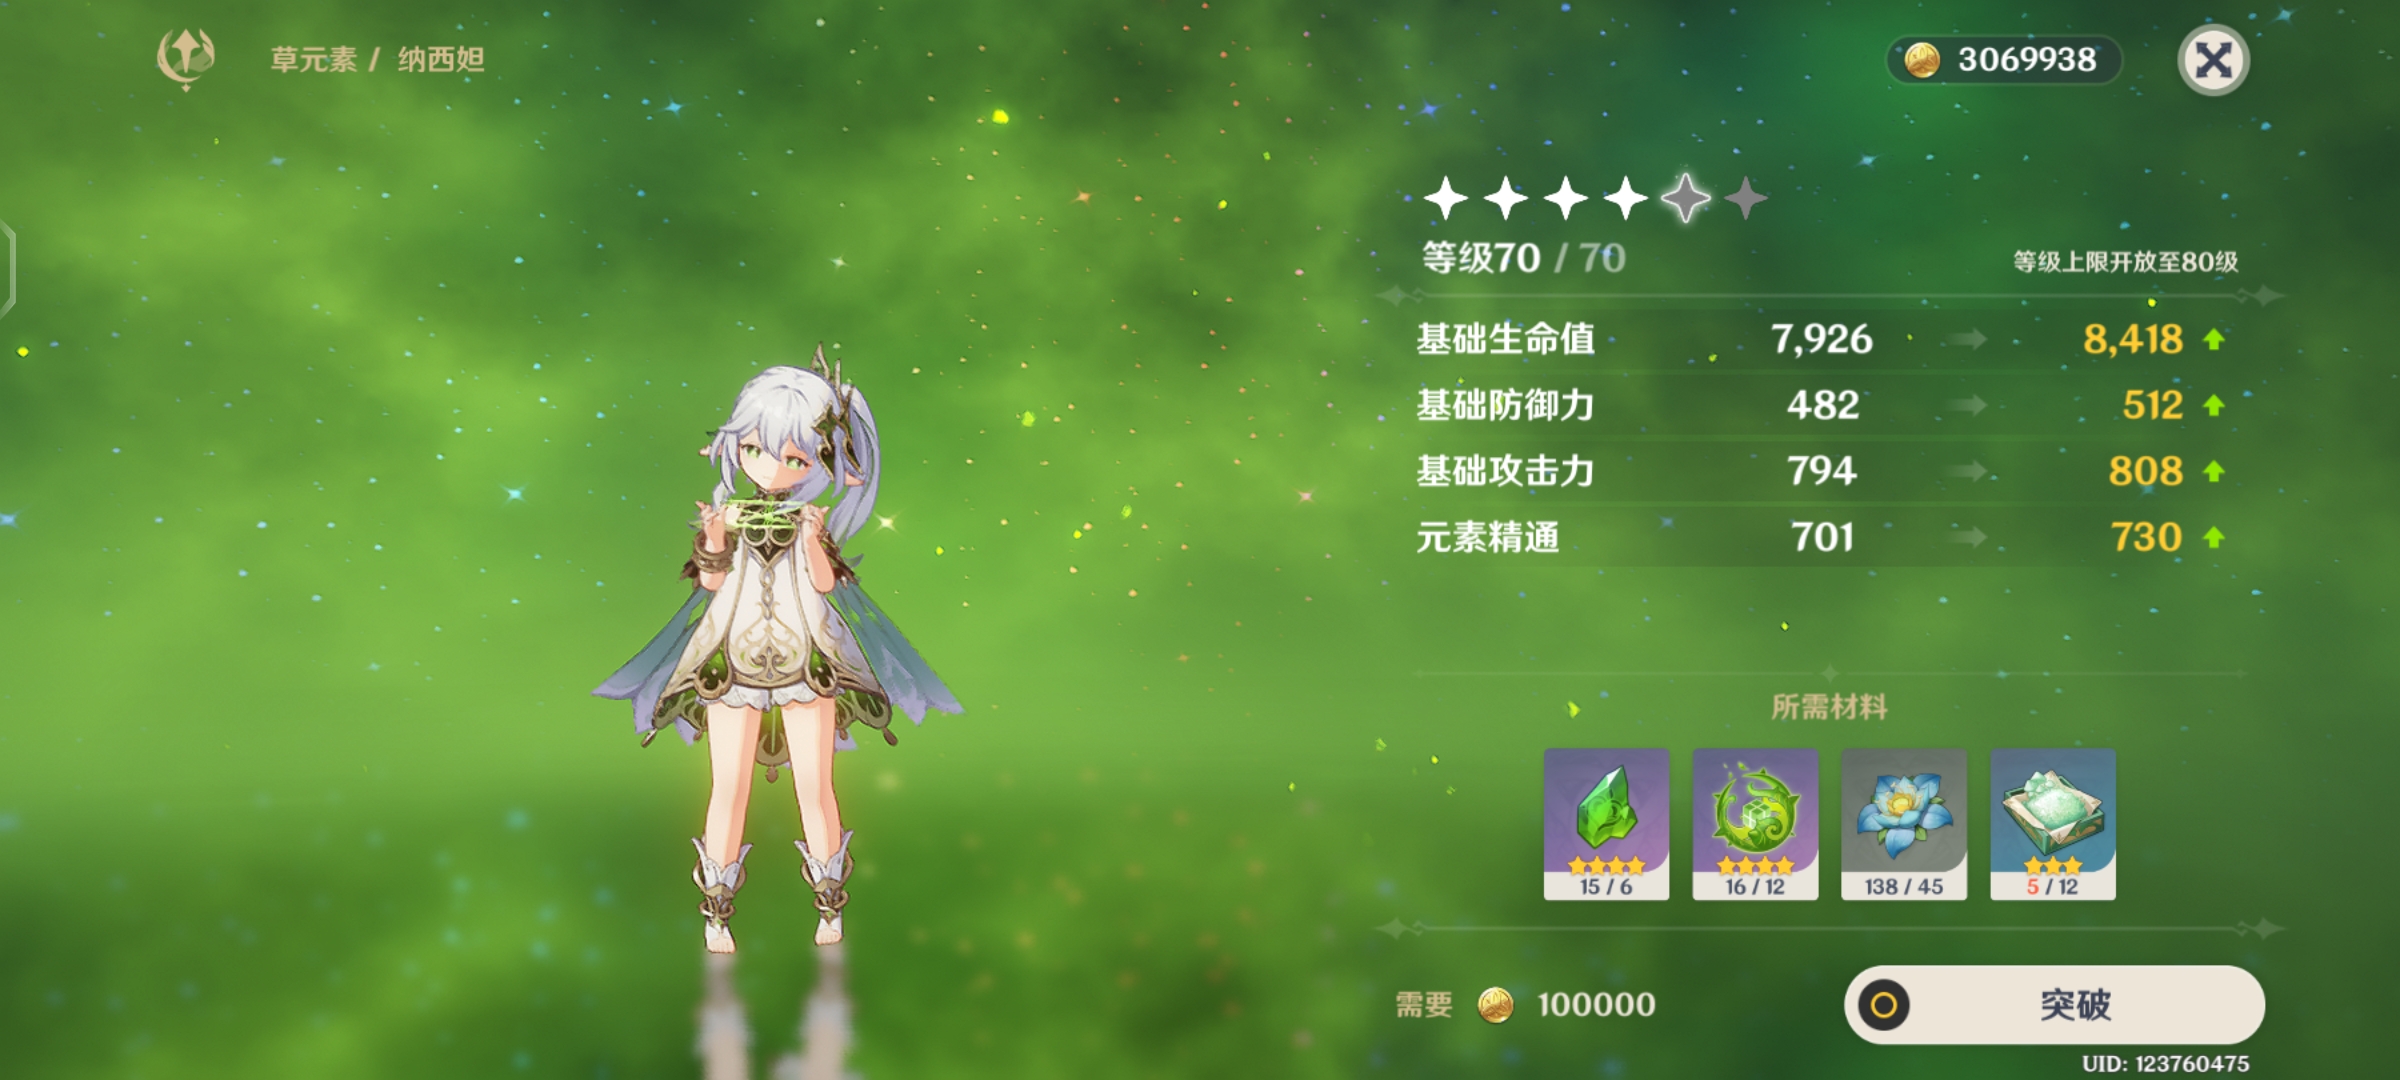 草元素 / 纳西妲
3069938
等级70 / 70
等级上限开放至80级
基础生命值 7,926 8,418
基础防御力 482 512
基础攻击力 794 808
元素精通 701 730
所需材料
15 / 6 16 / 12 138 / 45 5 / 12
需要 100000
突破
UID: 123760475